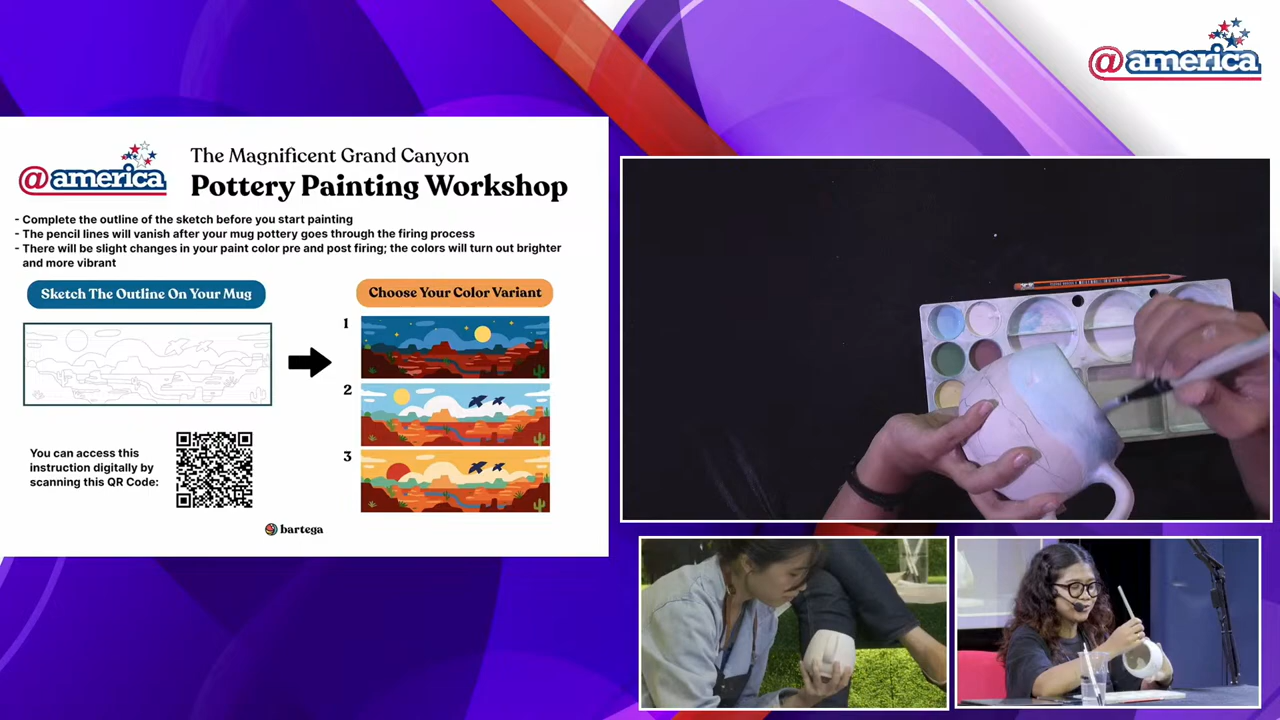 @america
@america
The Magnificent Grand Canyon
Pottery Painting Workshop
- Complete the outline of the sketch before you start painting
- The pencil lines will vanish after your mug pottery goes through the firing process
- There will be slight changes in your paint color pre and post firing; the colors will turn out brighter
and more vibrant
Sketch The Outline On Your Mug
Choose Your Color Variant
1
2
3
You can access this
instruction digitally by
scanning this QR Code:
bartega